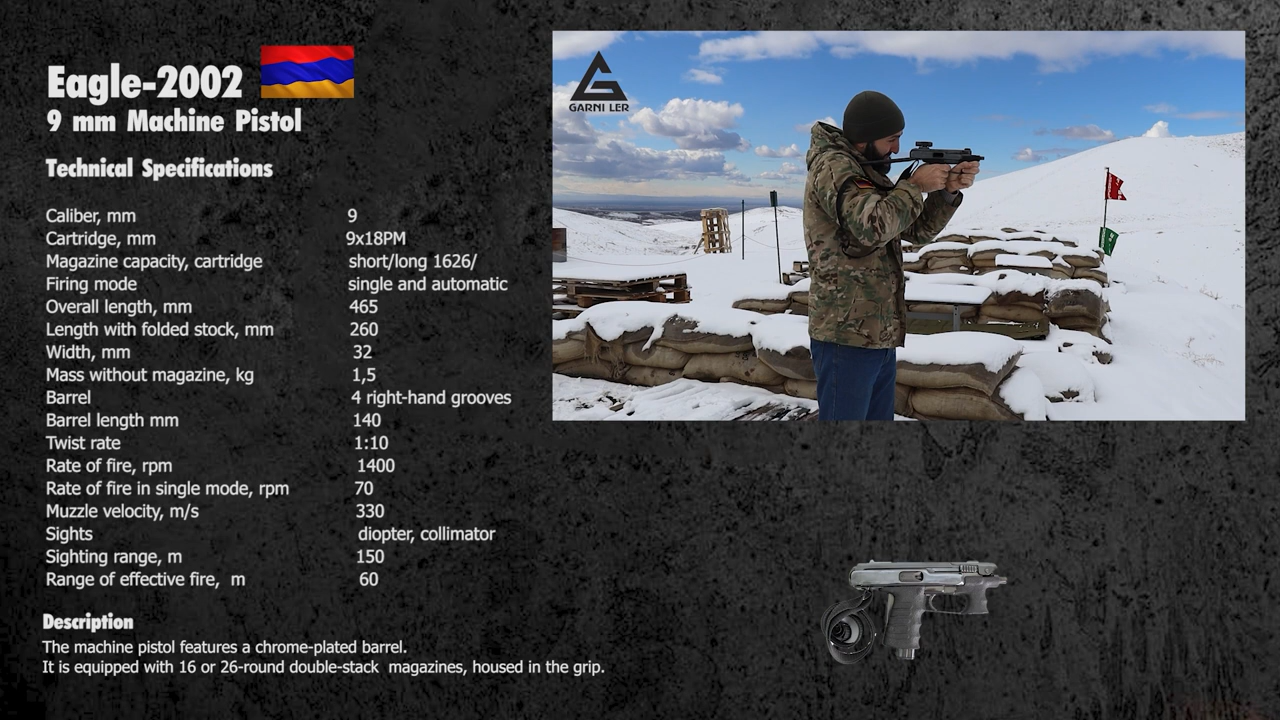 Eagle-2002
9 mm Machine Pistol
Technical Specifications
Caliber, mm 9
Cartridge, mm 9x18PM
Magazine capacity, cartridge short/long 1626/
Firing mode single and automatic
Overall length, mm 465
Length with folded stock, mm 260
Width, mm 32
Mass without magazine, kg 1,5
Barrel 4 right-hand grooves
Barrel length mm 140
Twist rate 1:10
Rate of fire, rpm 1400
Rate of fire in single mode, rpm 70
Muzzle velocity, m/s 330
Sights diopter, collimator
Sighting range, m 150
Range of effective fire, m 60
Description
The machine pistol features a chrome-plated barrel.
It is equipped with 16 or 26-round double-stack magazines, housed in the grip.
GARNI LER